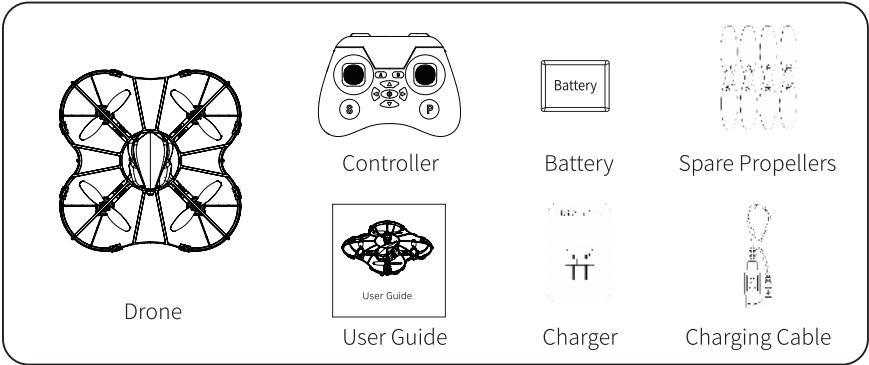 A B
S P
Controller
Battery
Battery
Spare Propellers
Drone
User Guide
User Guide
Charger
Charging Cable